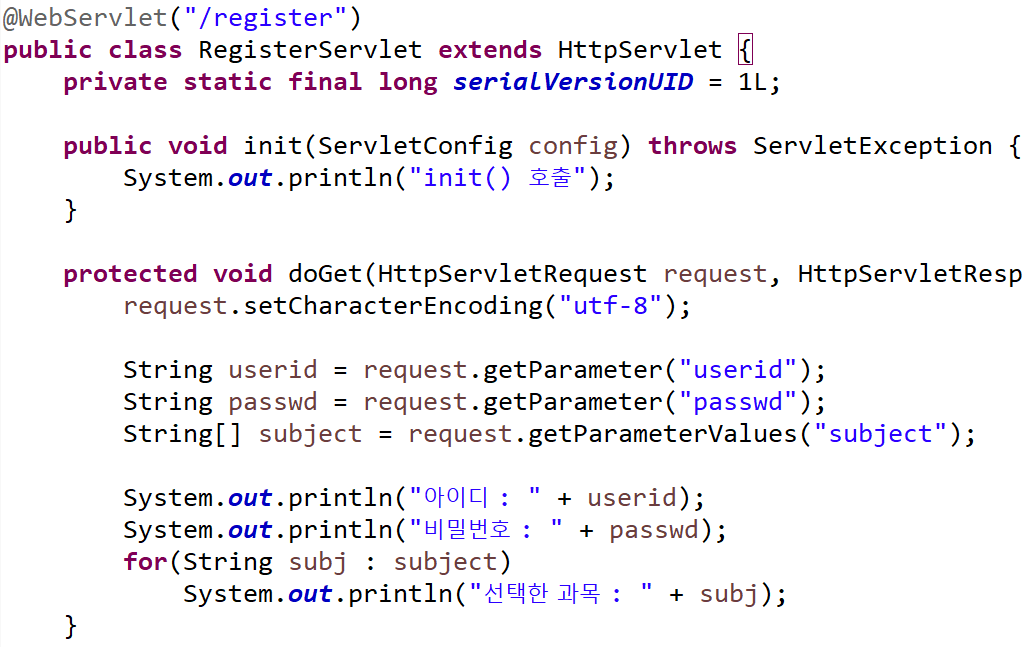 @WebServlet("/register")
public class RegisterServlet extends HttpServlet {
private static final long serialVersionUID = 1L;
public void init(ServletConfig config) throws ServletException {
System.out.println("init() 호출");
}
protected void doGet(HttpServletRequest request, HttpServletResp
request.setCharacterEncoding("utf-8");
String userid = request.getParameter("userid");
String passwd = request.getParameter("passwd");
String[] subject = request.getParameterValues("subject");
System.out.println("아이디 : " + userid);
System.out.println("비밀번호 : " + passwd);
for(String subj : subject)
System.out.println("선택한 과목 : " + subj);
}